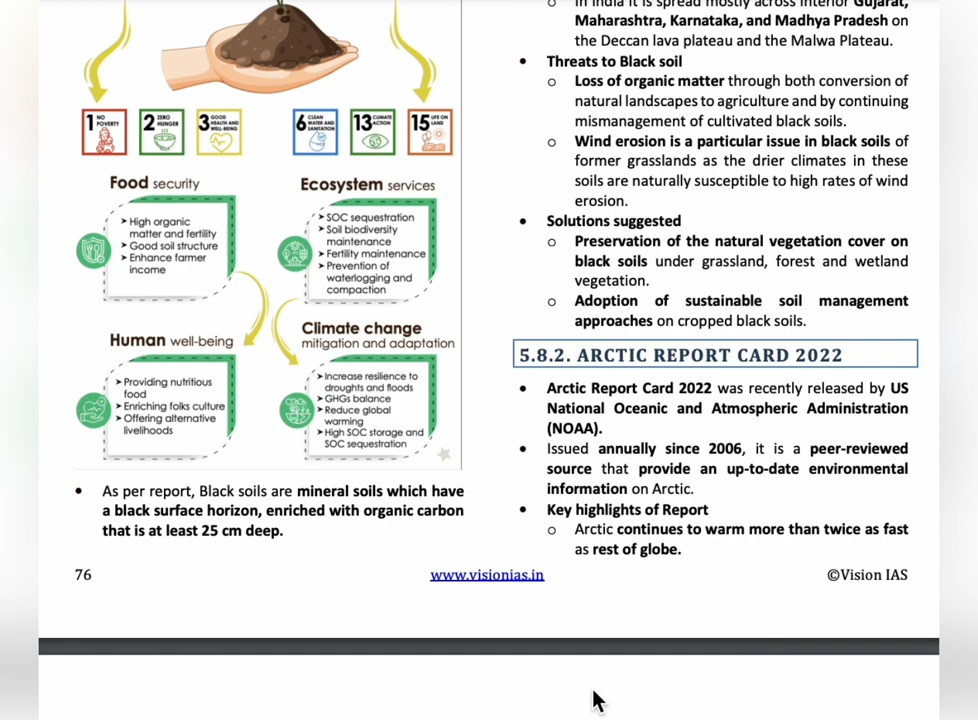 1 NO POVERTY
2 ZERO HUNGER
3 GOOD HEALTH AND WELL-BEING
6 CLEAN WATER AND SANITATION
13 CLIMATE ACTION
15 LIFE ON LAND
Food security
➤ High organic
matter and fertility
➤ Good soil structure
➤ Enhance farmer
income
Ecosystem services
➤ SOC sequestration
➤ Soil biodiversity
maintenance
➤ Fertility maintenance
➤ Prevention of
waterlogging and
compaction
Human well-being
➤ Providing nutritious
food
➤ Enriching folks culture
➤ Offering alternative
livelihoods
Climate change
mitigation and adaptation
➤ Increase resilience to
droughts and floods
➤ GHGs balance
➤ Reduce global
warming
➤ High SOC storage and
SOC sequestration
• As per report, Black soils are mineral soils which have
a black surface horizon, enriched with organic carbon
that is at least 25 cm deep.
o In India it is spread mostly across interior Gujarat,
Maharashtra, Karnataka, and Madhya Pradesh on
the Deccan lava plateau and the Malwa Plateau.
• Threats to Black soil
o Loss of organic matter through both conversion of
natural landscapes to agriculture and by continuing
mismanagement of cultivated black soils.
o Wind erosion is a particular issue in black soils of
former grasslands as the drier climates in these
soils are naturally susceptible to high rates of wind
erosion.
• Solutions suggested
o Preservation of the natural vegetation cover on
black soils under grassland, forest and wetland
vegetation.
o Adoption of sustainable soil management
approaches on cropped black soils.
5.8.2. ARCTIC REPORT CARD 2022
• Arctic Report Card 2022 was recently released by US
National Oceanic and Atmospheric Administration
(NOAA).
• Issued annually since 2006, it is a peer-reviewed
source that provide an up-to-date environmental
information on Arctic.
• Key highlights of Report
o Arctic continues to warm more than twice as fast
as rest of globe.
76 www.visionias.in ©Vision IAS